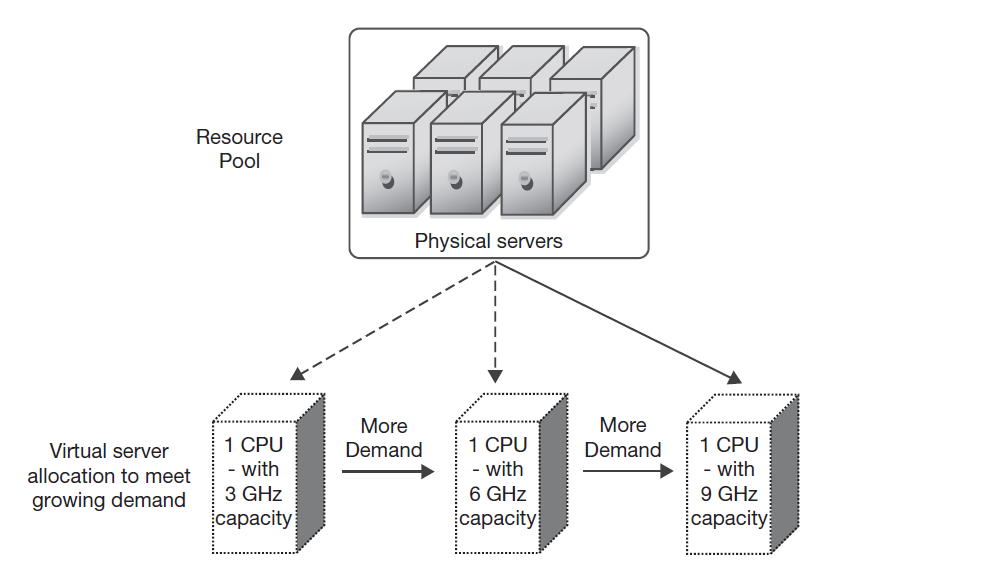 Resource
Pool
Physical servers
Virtual server
allocation to meet
growing demand
1 CPU
- with
3 GHz
capacity
More
Demand
1 CPU
- with
6 GHz
capacity
More
Demand
1 CPU
- with
9 GHz
capacity